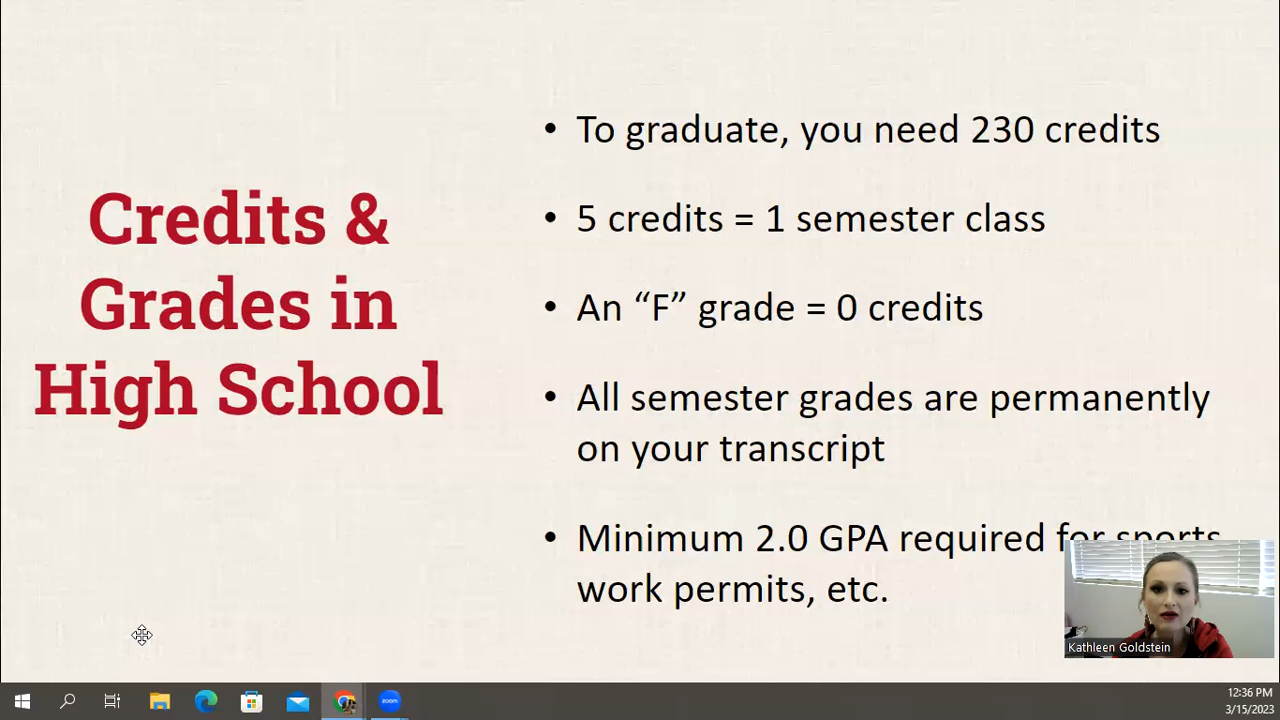 Credits &
Grades in
High School
• To graduate, you need 230 credits
• 5 credits = 1 semester class
• An “F” grade = 0 credits
• All semester grades are permanently
on your transcript
• Minimum 2.0 GPA required for sports
work permits, etc.
Kathleen Goldstein
zoom
12:36 PM
3/15/2023